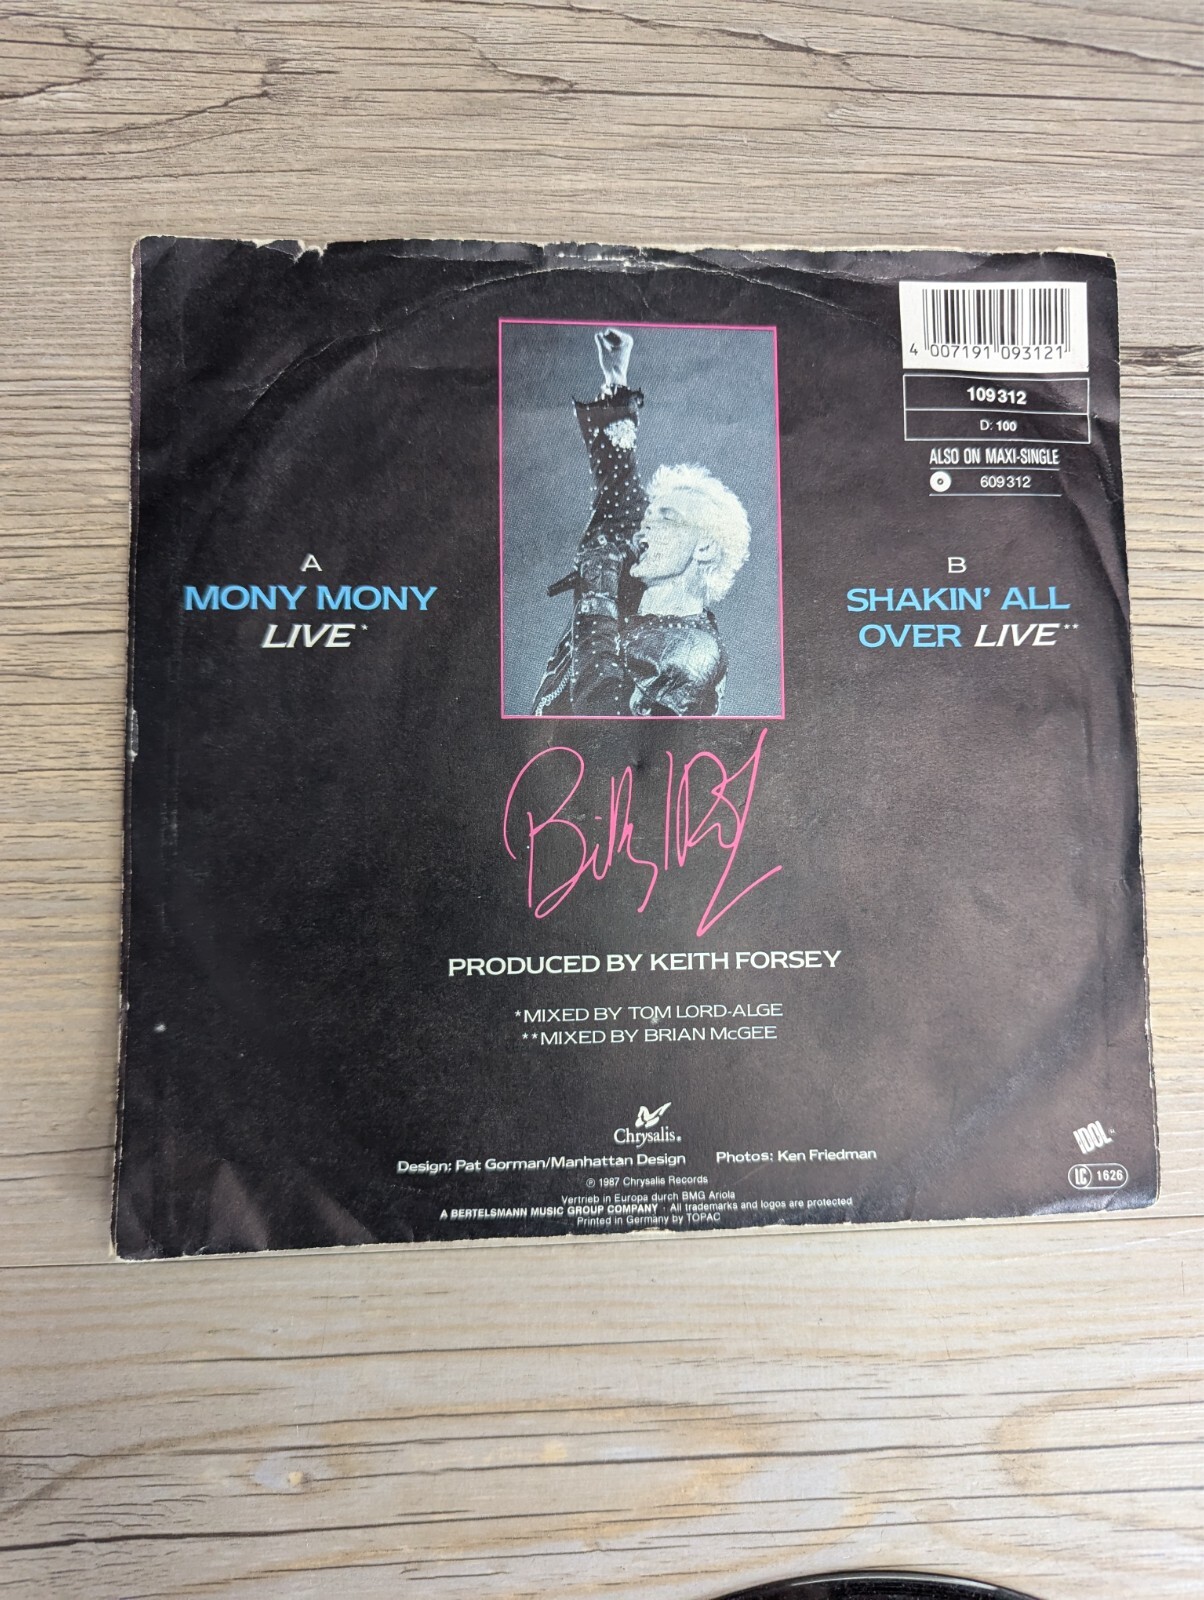 4 007191 093121
109 312
D: 100
ALSO ON MAXI-SINGLE
609 312
A
MONY MONY
LIVE*
B
SHAKIN' ALL
OVER LIVE**
Billy Idol
PRODUCED BY KEITH FORSEY
*MIXED BY TOM LORD-ALGE
**MIXED BY BRIAN McGEE
Chrysalis.
Design: Pat Gorman/Manhattan Design Photos: Ken Friedman
℗ 1987 Chrysalis Records
Vertrieb in Europa durch BMG Ariola
A BERTELSMANN MUSIC GROUP COMPANY · All trademarks and logos are protected
Printed in Germany by TOPAC
IDOL
LC 1626